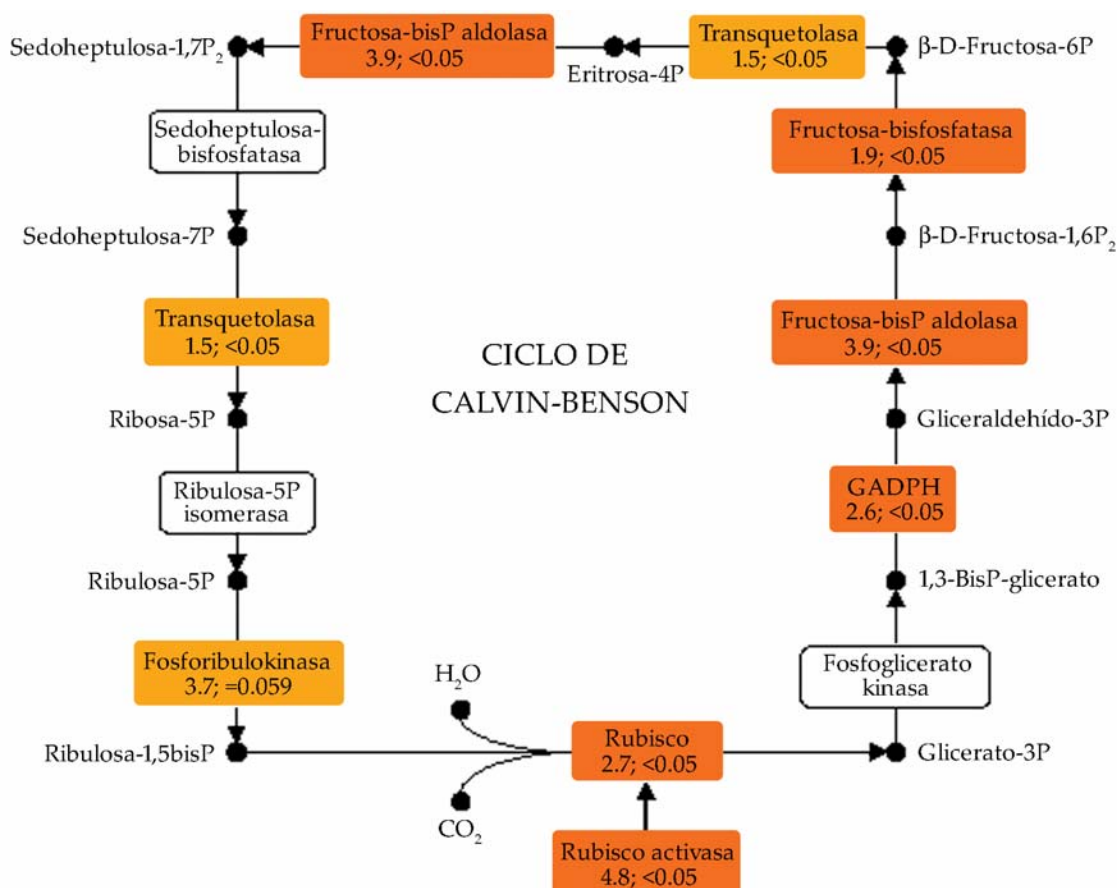 Sedoheptulosa-1,7P₂
Fructosa-bisP aldolasa
3.9; <0.05
Eritrosa-4P
Transquetolasa
1.5; <0.05
β-D-Fructosa-6P
Sedoheptulosa-
bisfosfatasa
Fructosa-bisfosfatasa
1.9; <0.05
Sedoheptulosa-7P
β-D-Fructosa-1,6P₂
Transquetolasa
1.5; <0.05
CICLO DE
CALVIN-BENSON
Fructosa-bisP aldolasa
3.9; <0.05
Ribosa-5P
Gliceraldehído-3P
Ribulosa-5P
isomerasa
GADPH
2.6; <0.05
Ribulosa-5P
1,3-BisP-glicerato
Fosforibulokinasa
3.7; =0.059
H₂O
Fosfoglicerato
kinasa
Ribulosa-1,5bisP
Rubisco
2.7; <0.05
Glicerato-3P
CO₂
Rubisco activasa
4.8; <0.05